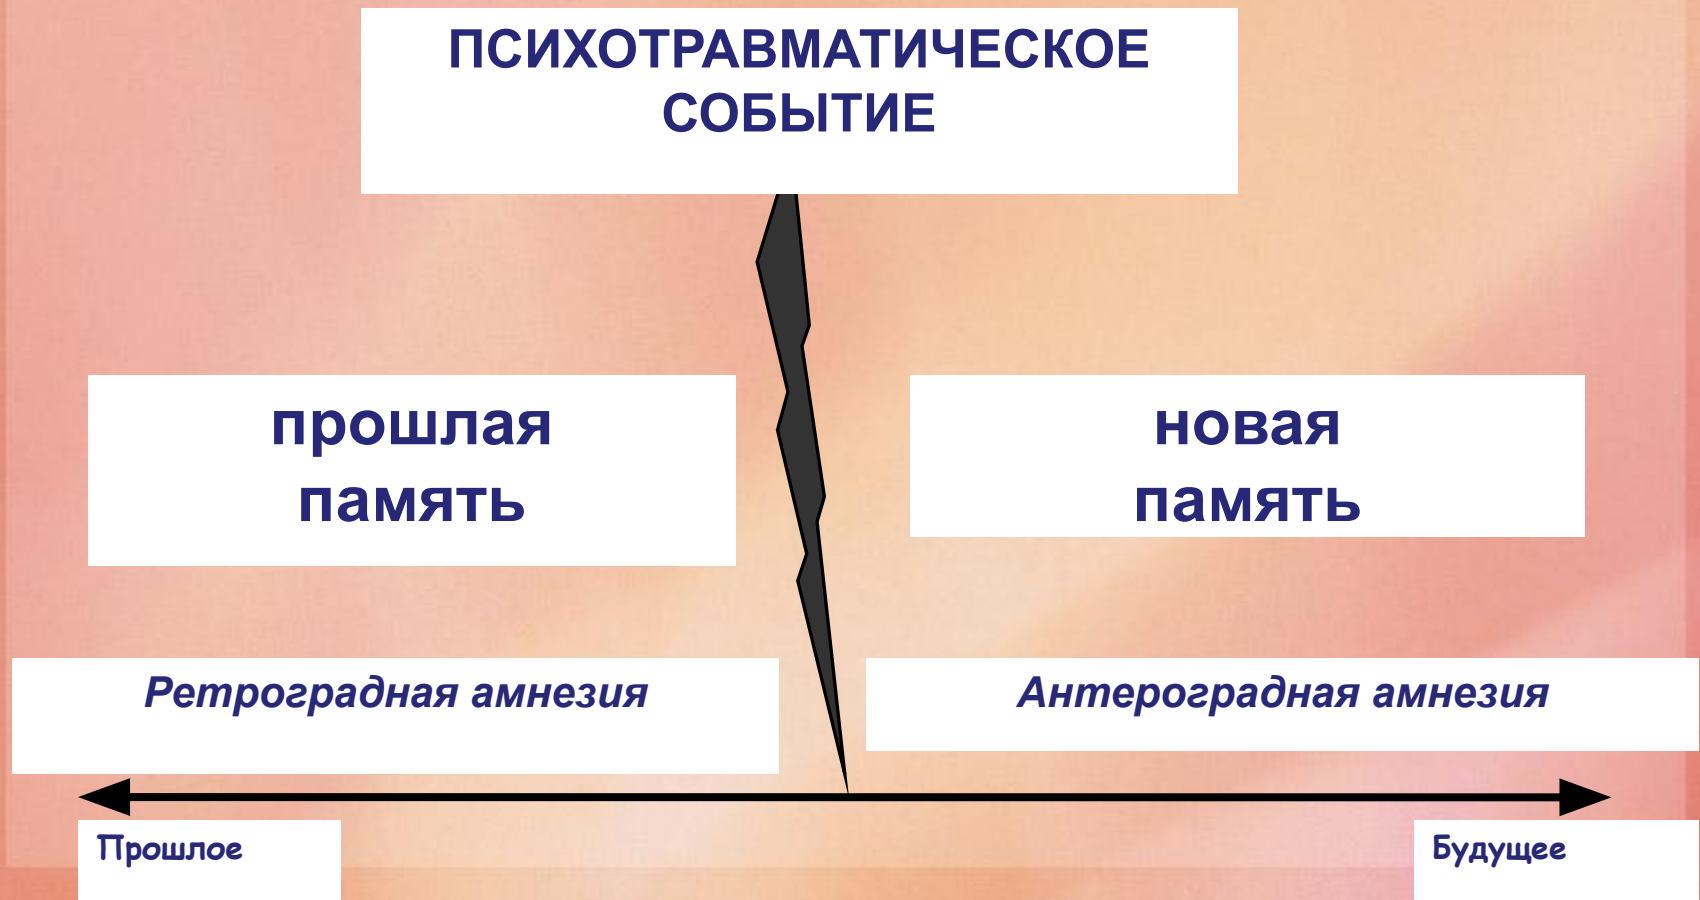 ПСИХОТРАВМАТИЧЕСКОЕ
СОБЫТИЕ
прошлая
память
новая
память
Ретроградная амнезия
Антероградная амнезия
Прошлое
Будущее